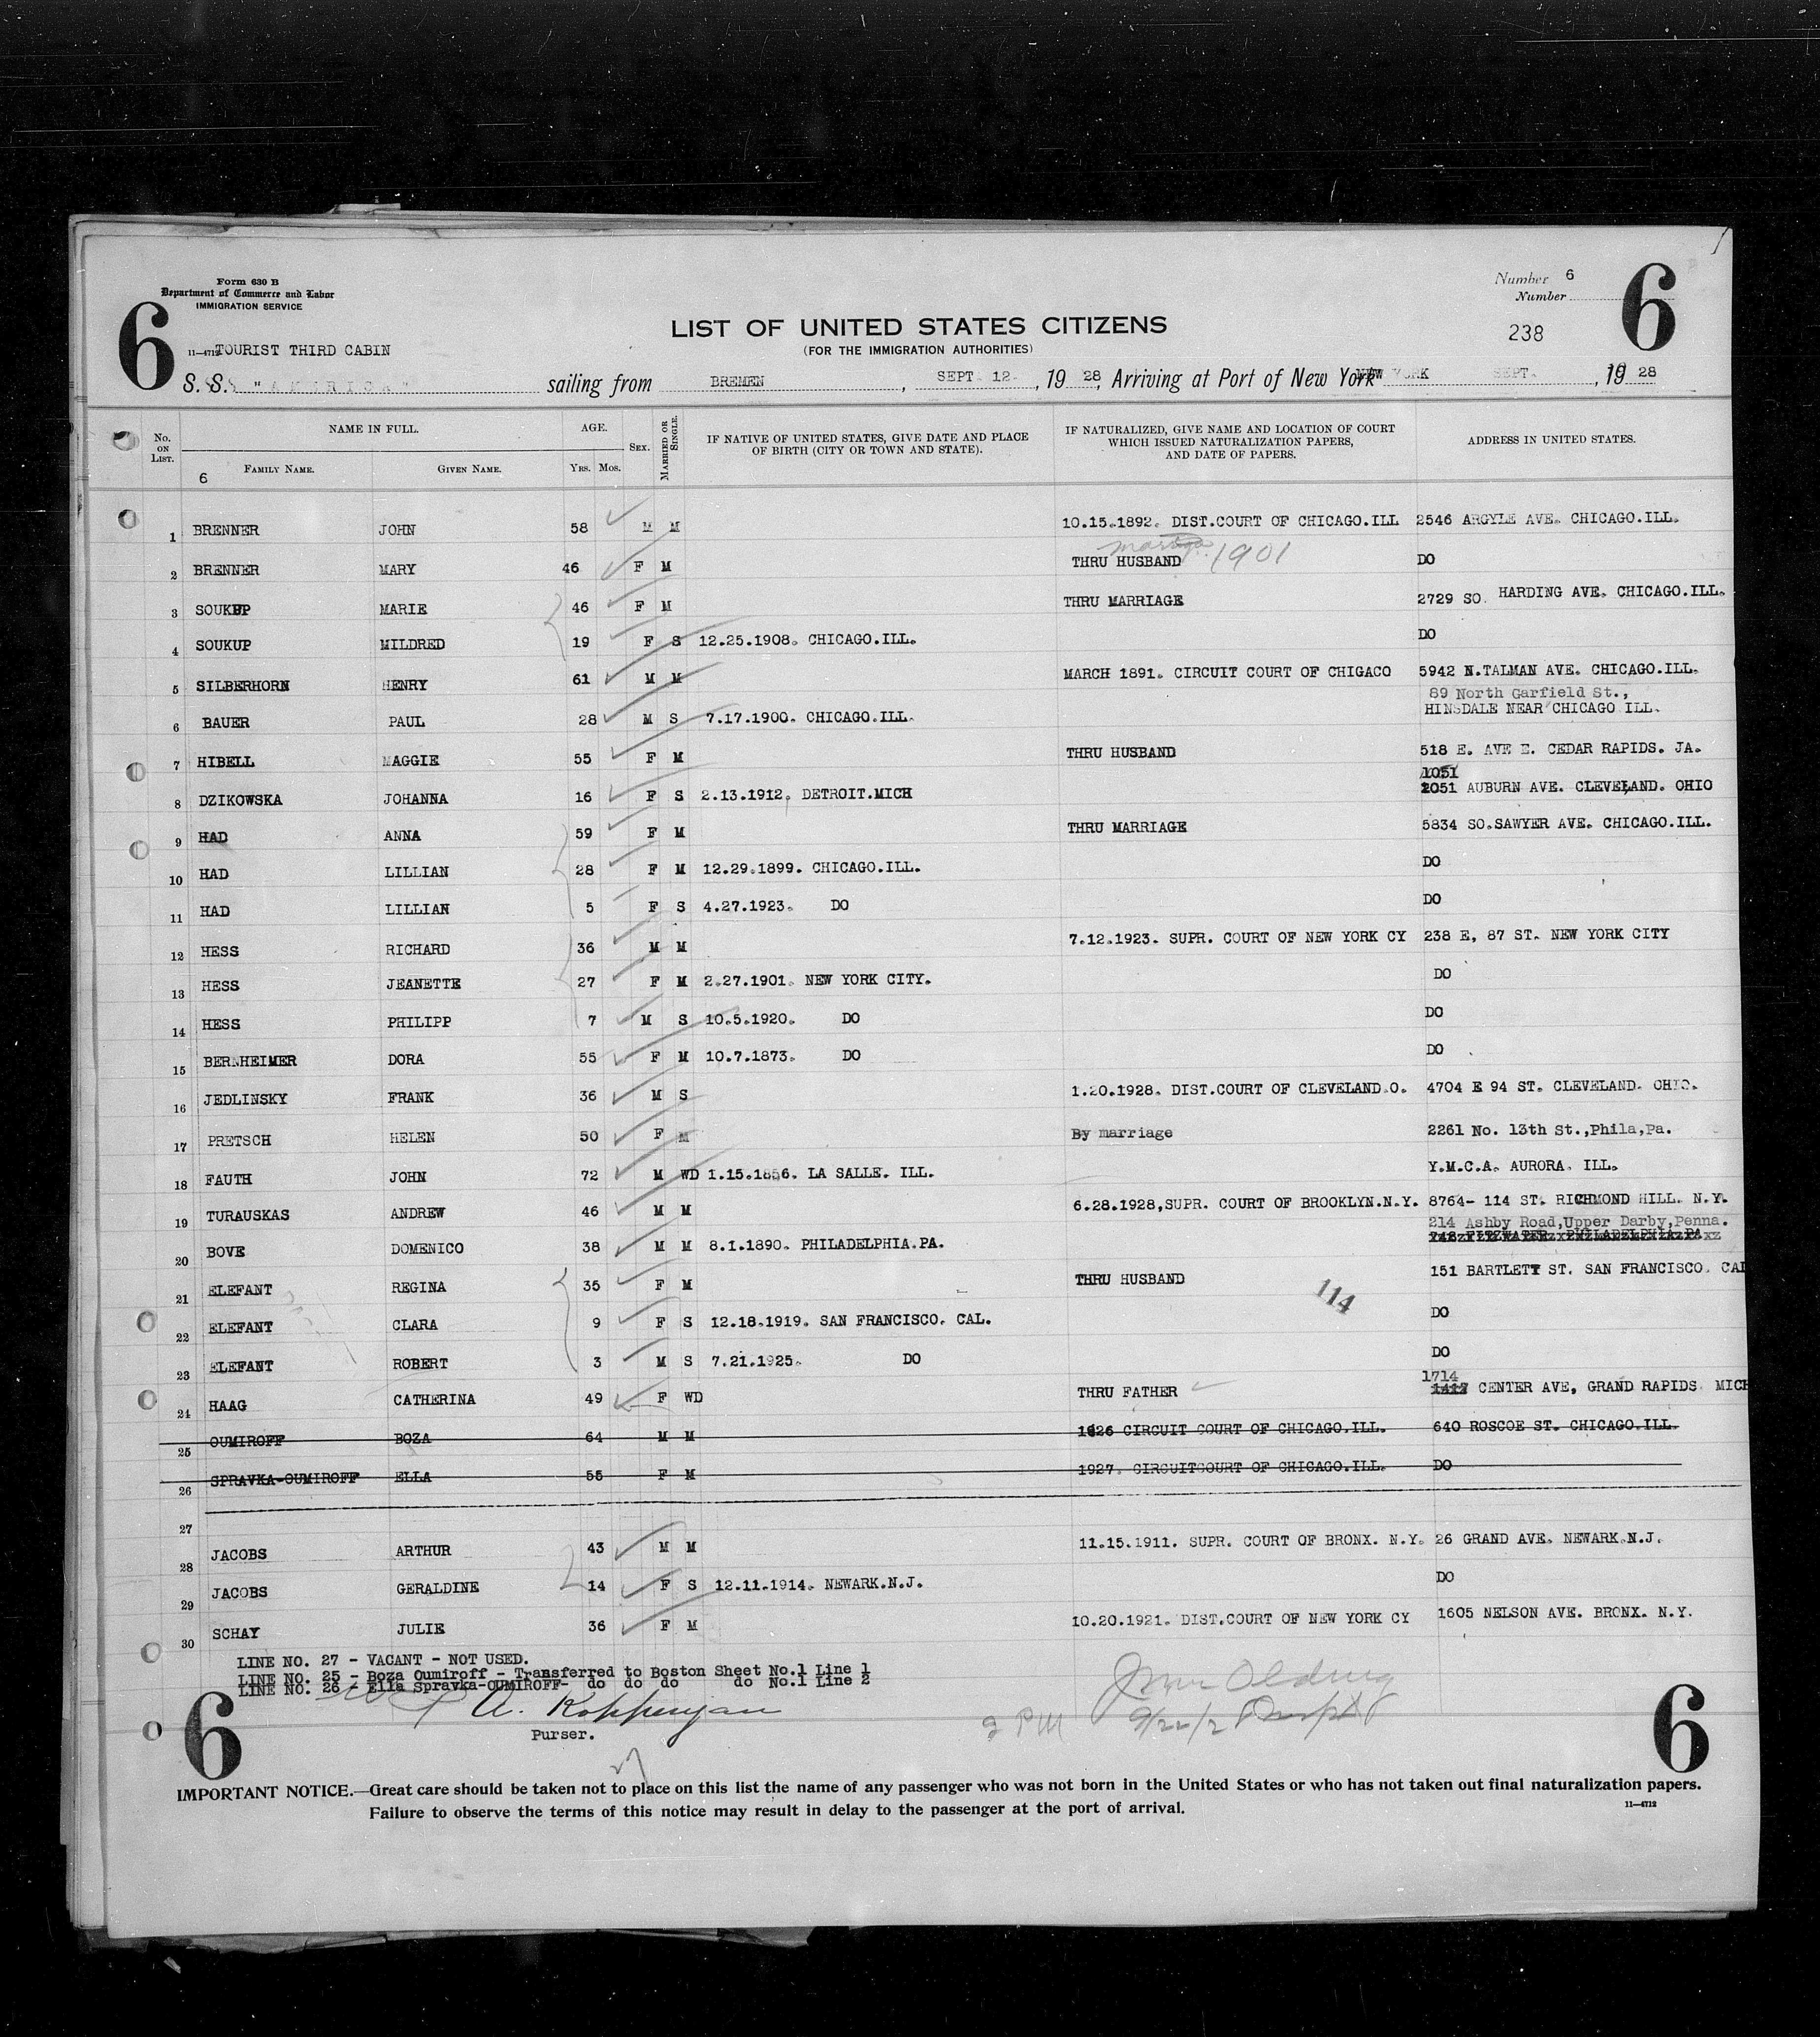 Form 630 B
Department of Commerce and Labor
IMMIGRATION SERVICE
6
11—4712 TOURIST THIRD CABIN
Number 6
Number
238
6
LIST OF UNITED STATES CITIZENS
(FOR THE IMMIGRATION AUTHORITIES)
S. S. "AMERICA" sailing from BREMEN, SEPT. 12, 19 28, Arriving at Port of New York NEW YORK SEPT. , 19 28
No. ON LIST. NAME IN FULL. AGE. SEX. MARRIED OR SINGLE. IF NATIVE OF UNITED STATES, GIVE DATE AND PLACE OF BIRTH (CITY OR TOWN AND STATE). IF NATURALIZED, GIVE NAME AND LOCATION OF COURT WHICH ISSUED NATURALIZATION PAPERS, AND DATE OF PAPERS. ADDRESS IN UNITED STATES.
6 FAMILY NAME. GIVEN NAME. YRS. MOS.
1 BRENNER JOHN 58 M M 10.15.1892. DIST.COURT OF CHICAGO.ILL 2546 ARGYLE AVE. CHICAGO.ILL.
2 BRENNER MARY 46 F M THRU HUSBAND 1901 DO
3 SOUKUP MARIE 46 F M THRU MARRIAGE 2729 SO. HARDING AVE. CHICAGO.ILL.
4 SOUKUP MILDRED 19 F S 12.25.1908. CHICAGO.ILL. DO
5 SILBERHORN HENRY 61 M M MARCH 1891. CIRCUIT COURT OF CHIGACO 5942 N.TALMAN AVE. CHICAGO.ILL.
89 North Garfield St.,
6 BAUER PAUL 28 M S 7.17.1900. CHICAGO.ILL. HINSDALE NEAR CHICAGO ILL.
7 HIBELL MAGGIE 55 F M THRU HUSBAND 518 E. AVE E. CEDAR RAPIDS. JA.
1051
8 DZIKOWSKA JOHANNA 16 F S 2.13.1912. DETROIT.MICH 2051 AUBURN AVE. CLEVELAND. OHIO
9 HAD ANNA 59 F M THRU MARRIAGE 5834 SO.SAWYER AVE. CHICAGO.ILL.
10 HAD LILLIAN 28 F M 12.29.1899. CHICAGO.ILL. DO
11 HAD LILLIAN 5 F S 4.27.1923. DO DO
12 HESS RICHARD 36 M M 7.12.1923. SUPR. COURT OF NEW YORK CY 238 E, 87 ST. NEW YORK CITY
13 HESS JEANETTE 27 F M 2.27.1901. NEW YORK CITY. DO
14 HESS PHILIPP 7 M S 10.5.1920. DO DO
15 BERNHEIMER DORA 55 F M 10.7.1873. DO DO
16 JEDLINSKY FRANK 36 M S 1.20.1928. DIST.COURT OF CLEVELAND.O. 4704 E 94 ST. CLEVELAND. OHIO.
17 PRETSCH HELEN 50 F M By marriage 2261 No. 13th St.,Phila,Pa.
18 FAUTH JOHN 72 M WD 1.15.1856. LA SALLE. ILL. Y.M.C.A. AURORA. ILL.
19 TURAUSKAS ANDREW 46 M M 6.28.1928,SUPR. COURT OF BROOKLYN.N.Y. 8764- 114 ST. RICHMOND HILL. N.Y.
214 Ashby Road,Upper Darby,Penna.
20 BOVE DOMENICO 38 M M 8.1.1890. PHILADELPHIA.PA.
21 ELEFANT REGINA 35 F M THRU HUSBAND 151 BARTLETT ST. SAN FRANCISCO. CAL
114
22 ELEFANT CLARA 9 F S 12.18.1919. SAN FRANCISCO. CAL. DO
23 ELEFANT ROBERT 3 M S 7.21.1925. DO DO
1714
24 HAAG CATHERINA 49 F WD THRU FATHER CENTER AVE, GRAND RAPIDS MICH
25 OUMIROFF BOZA 64 M M 1926 CIRCUIT COURT OF CHICAGO.ILL. 640 ROSCOE ST. CHICAGO.ILL.
26 SPRAVKA-OUMIROFF ELLA 55 F M 1927. CIRCUITCOURT OF CHICAGO.ILL. DO
27
28 JACOBS ARTHUR 43 M M 11.15.1911. SUPR. COURT OF BRONX. N.Y. 26 GRAND AVE. NEWARK.N.J.
29 JACOBS GERALDINE 14 F S 12.11.1914. NEWARK.N.J. DO
30 SCHAY JULIE 36 F M 10.20.1921. DIST.COURT OF NEW YORK CY 1605 NELSON AVE. BRONX. N.Y.
LINE NO. 27 - VACANT - NOT USED.
LINE NO. 25 - Boza Oumiroff - Transferred to Boston Sheet No.1 Line 1
LINE NO. 26 - Ella Spravka-OUMIROFF- do do do do No.1 Line 2
A. Koppenjan
Purser.
2 PM
6
6
IMPORTANT NOTICE.—Great care should be taken not to place on this list the name of any passenger who was not born in the United States or who has not taken out final naturalization papers.
Failure to observe the terms of this notice may result in delay to the passenger at the port of arrival.
11—4712